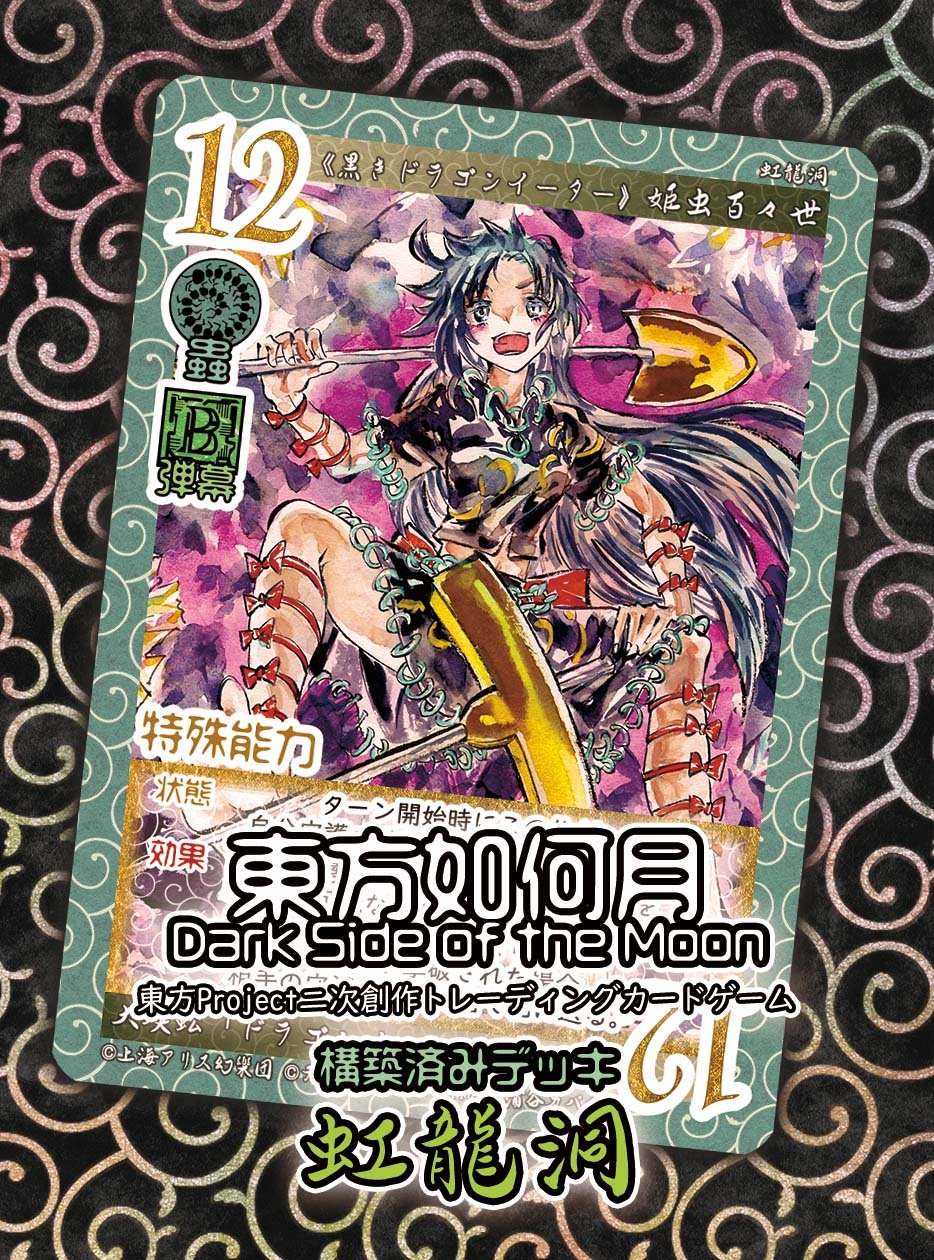 12
《黒きドラゴンイーター》 姫虫百々世
虹龍洞
蟲
B
弾幕
特殊能力
状態
ターン開始時に
効果
東方如何月
Dark Side of the Moon
東方Project二次創作トレーディングカードゲーム
©上海アリス幻樂団 ©
12
構築済みデッキ
虹龍洞